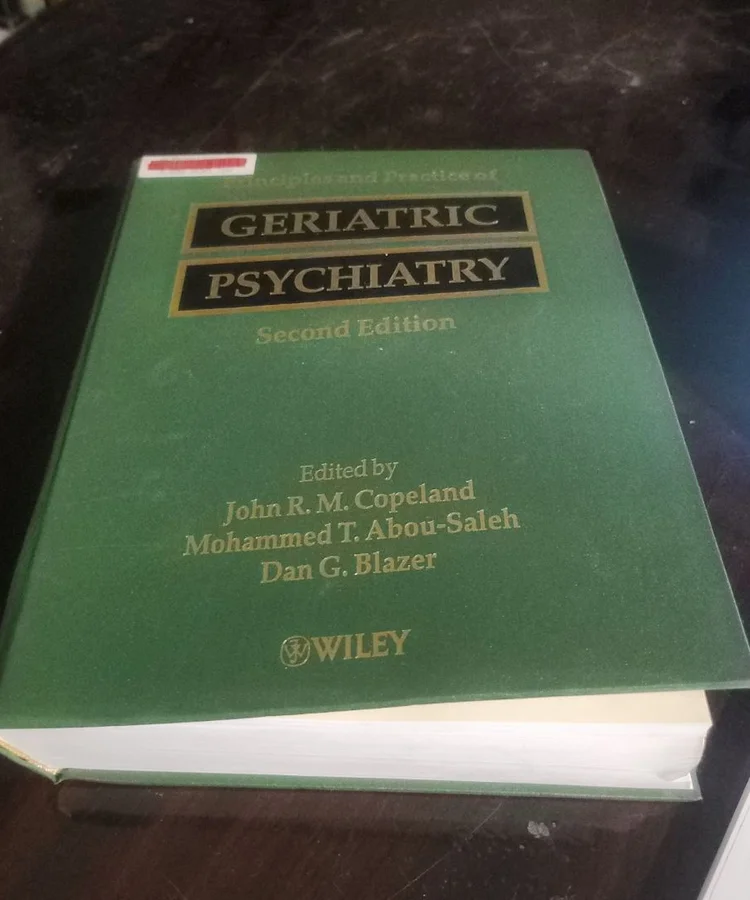 Principles and Practice of
GERIATRIC
PSYCHIATRY
Second Edition
Edited by
John R. M. Copeland
Mohammed T. Abou-Saleh
Dan G. Blazer
WILEY